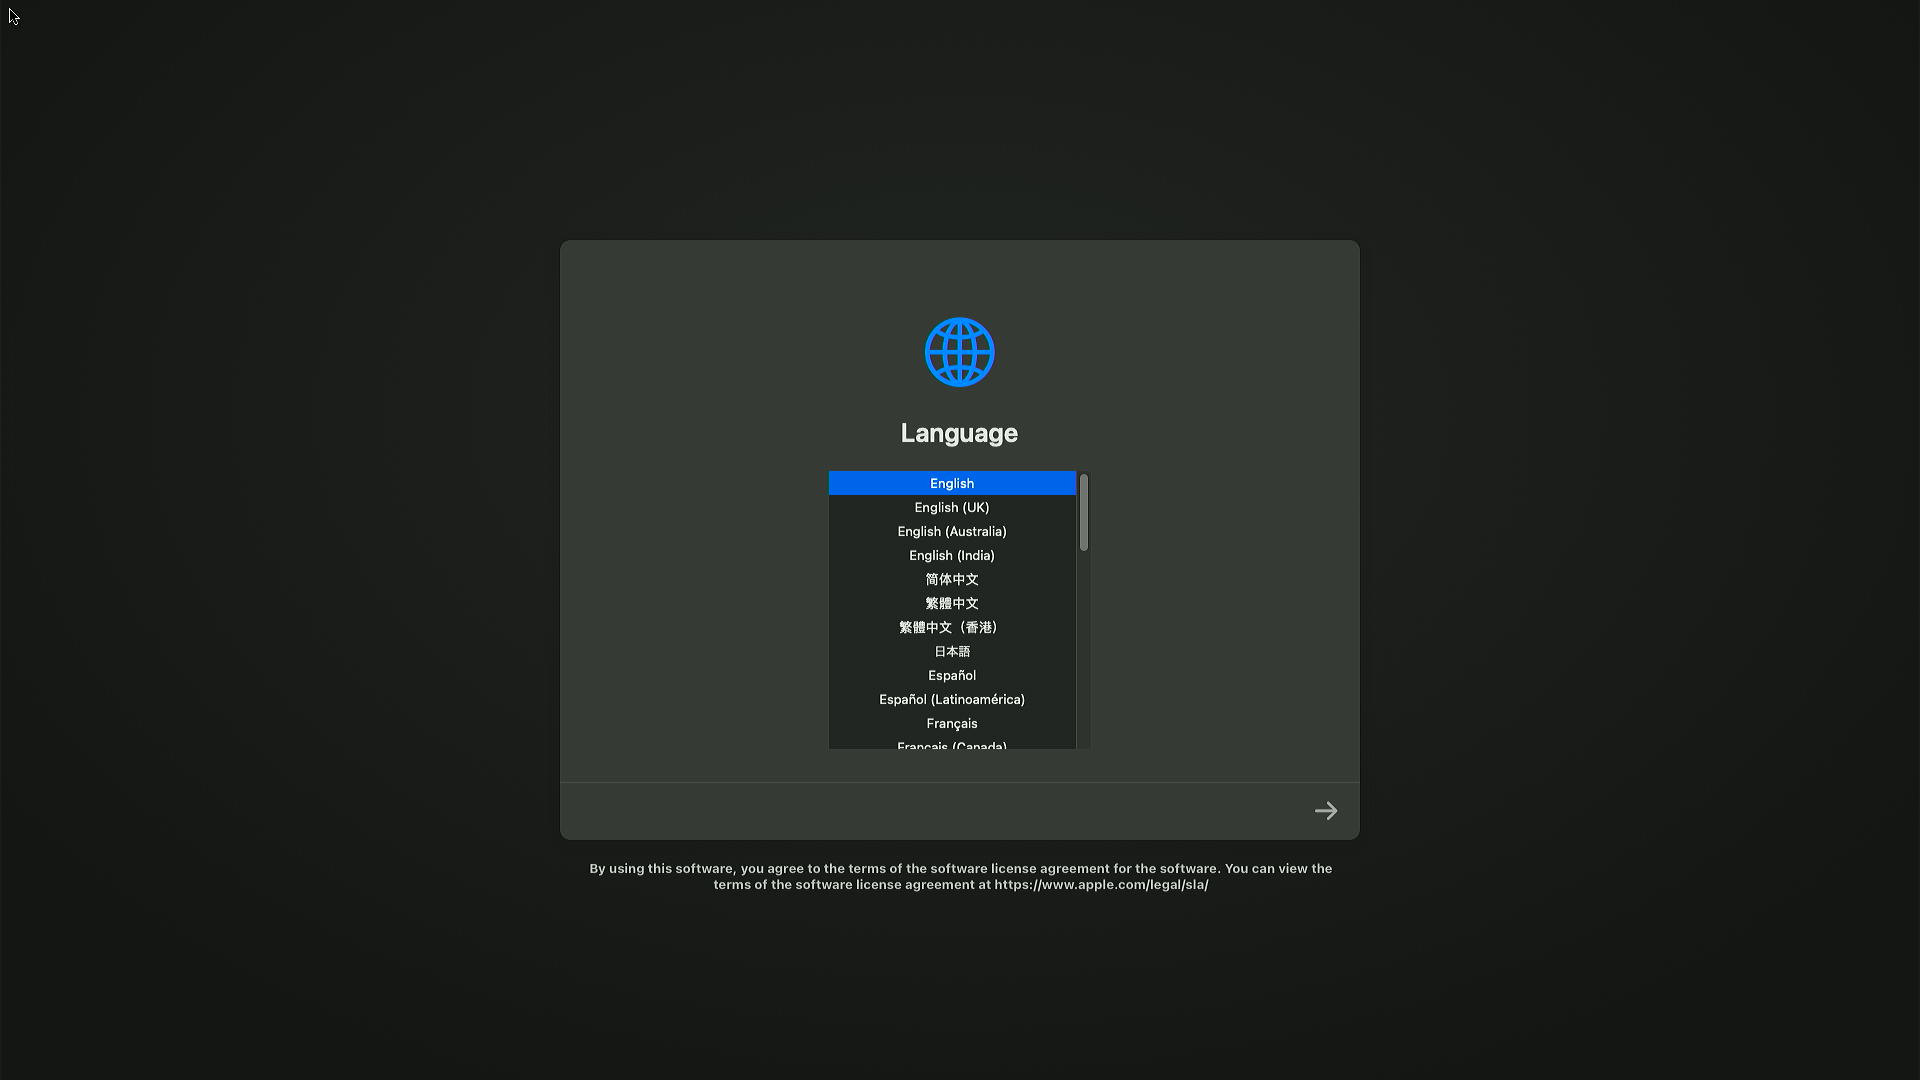 Language
English
English (UK)
English (Australia)
English (India)
简体中文
繁體中文
繁體中文（香港）
日本語
Español
Español (Latinoamérica)
Français
Français (Canada)
By using this software, you agree to the terms of the software license agreement for the software. You can view the
terms of the software license agreement at https://www.apple.com/legal/sla/